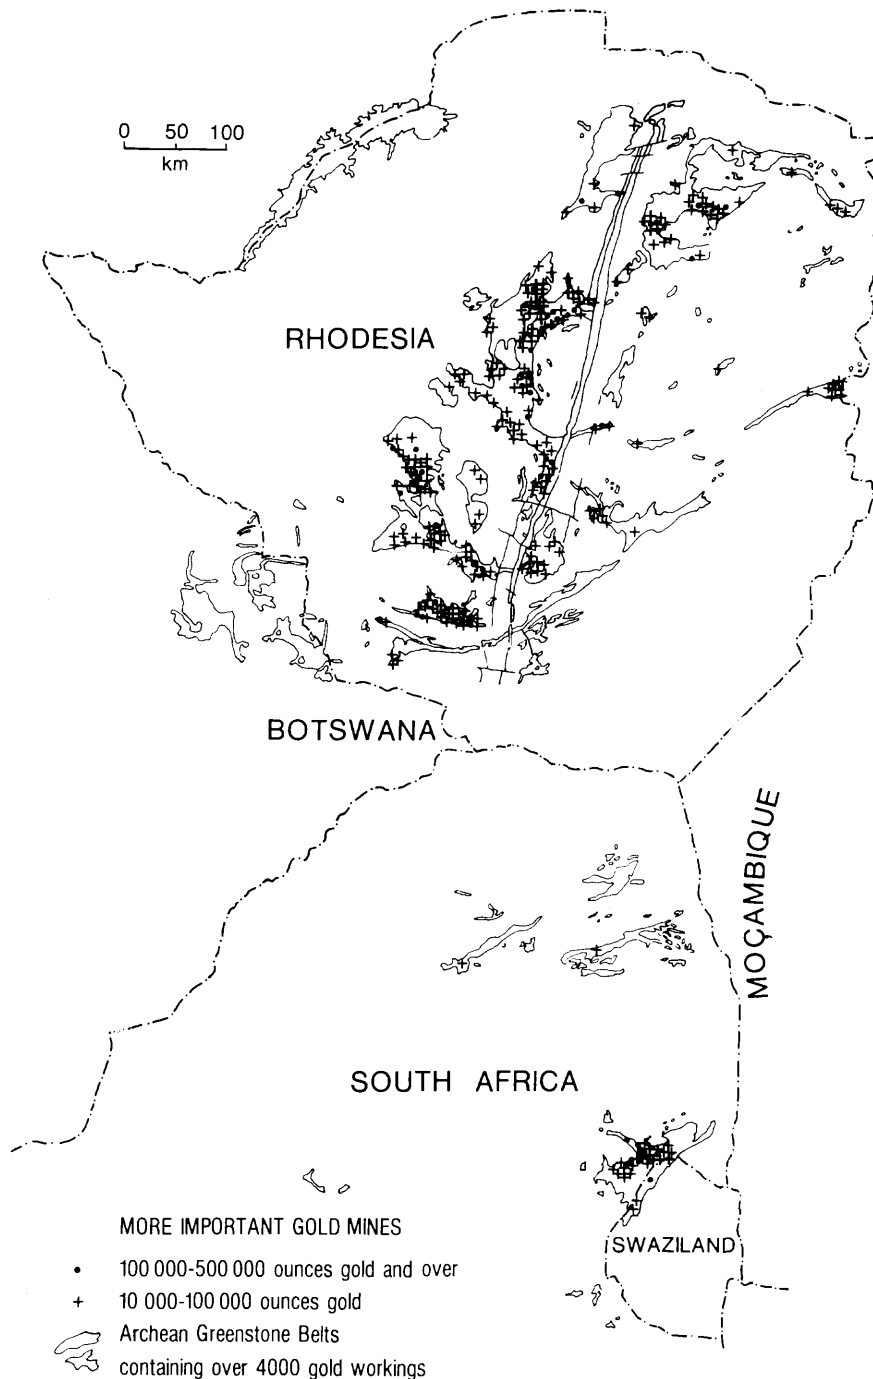 0 50 100
km
RHODESIA
BOTSWANA
MOÇAMBIQUE
SOUTH AFRICA
SWAZILAND
MORE IMPORTANT GOLD MINES
• 100 000-500 000 ounces gold and over
+ 10 000-100 000 ounces gold
Archean Greenstone Belts
containing over 4000 gold workings